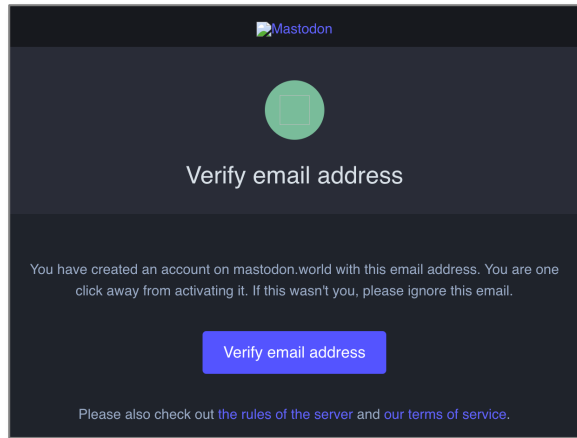 Mastodon
Verify email address
You have created an account on mastodon.world with this email address. You are one
click away from activating it. If this wasn't you, please ignore this email.
Verify email address
Please also check out the rules of the server and our terms of service.